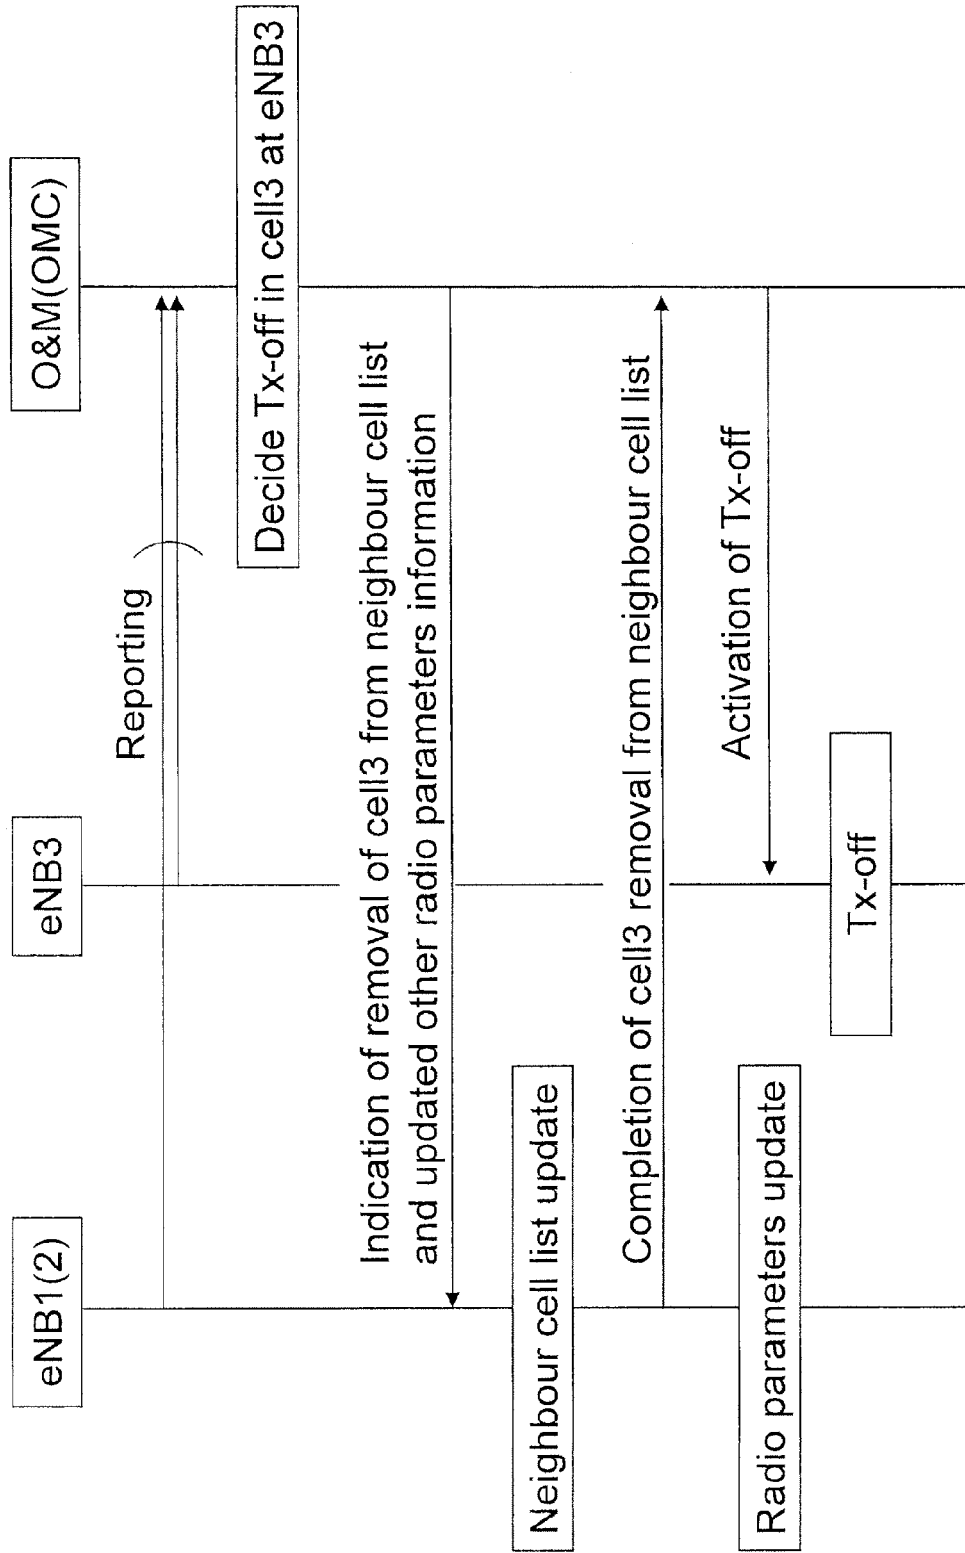 eNB1(2)
eNB3
O&M(OMC)
Reporting
Decide Tx-off in cell3 at eNB3
Indication of removal of cell3 from neighbour cell list
and updated other radio parameters information
Neighbour cell list update
Completion of cell3 removal from neighbour cell list
Radio parameters update
Activation of Tx-off
Tx-off